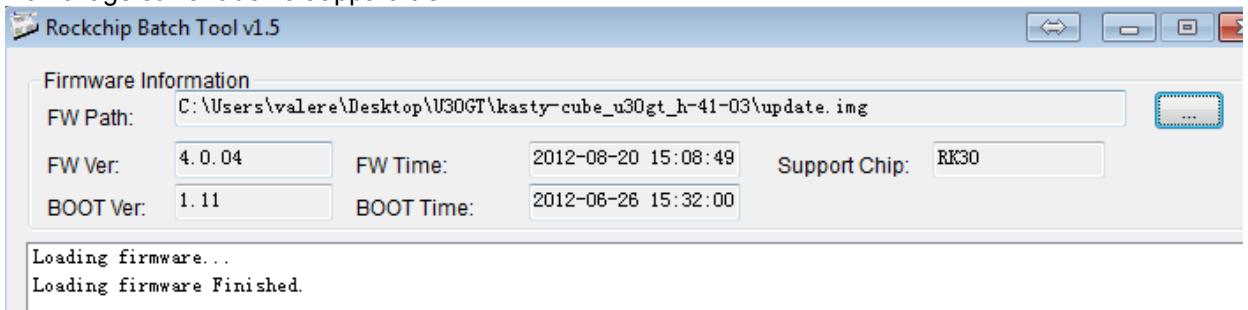 Rockchip Batch Tool v1.5
Firmware Information
FW Path: C:\Users\valere\Desktop\U30GT\kasty-cube_u30gt_h-41-03\update.img ...
FW Ver: 4.0.04 FW Time: 2012-08-20 15:08:49 Support Chip: RK30
BOOT Ver: 1.11 BOOT Time: 2012-06-26 15:32:00
Loading firmware...
Loading firmware Finished.